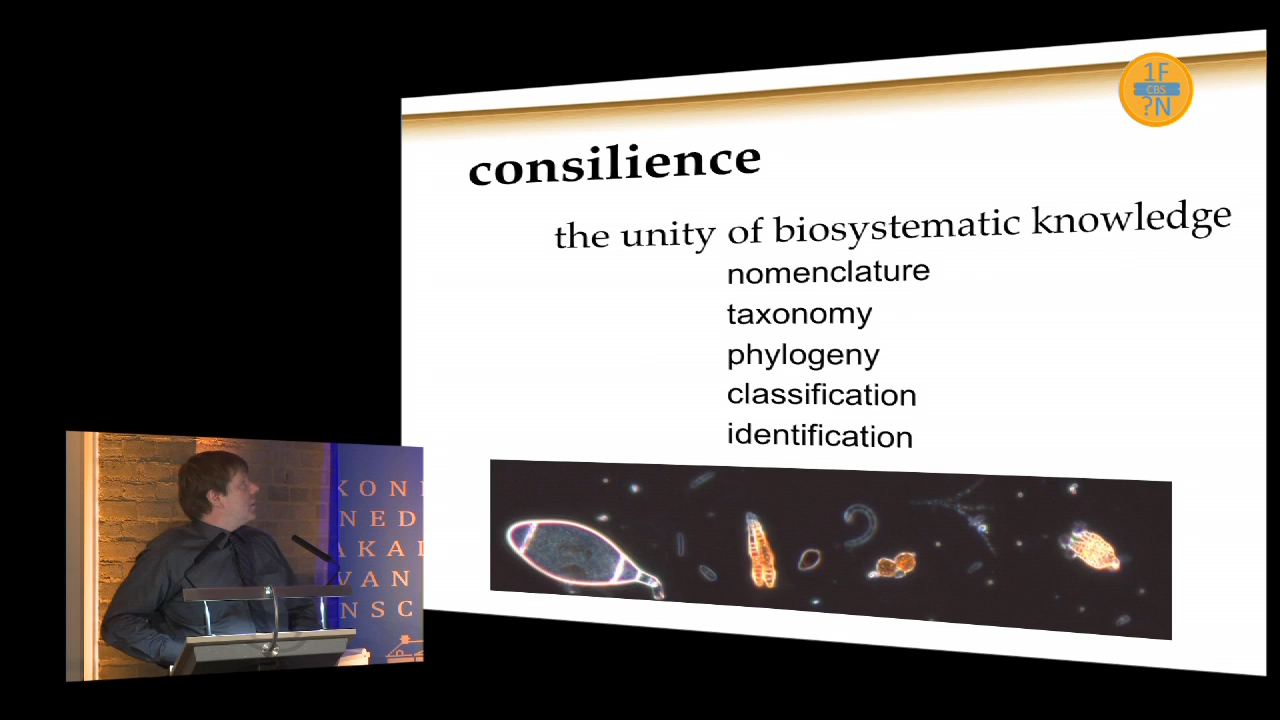 1F
CBS
?N
consilience
the unity of biosystematic knowledge
nomenclature
taxonomy
phylogeny
classification
identification
KON
NED
AKA
VAN
NSC